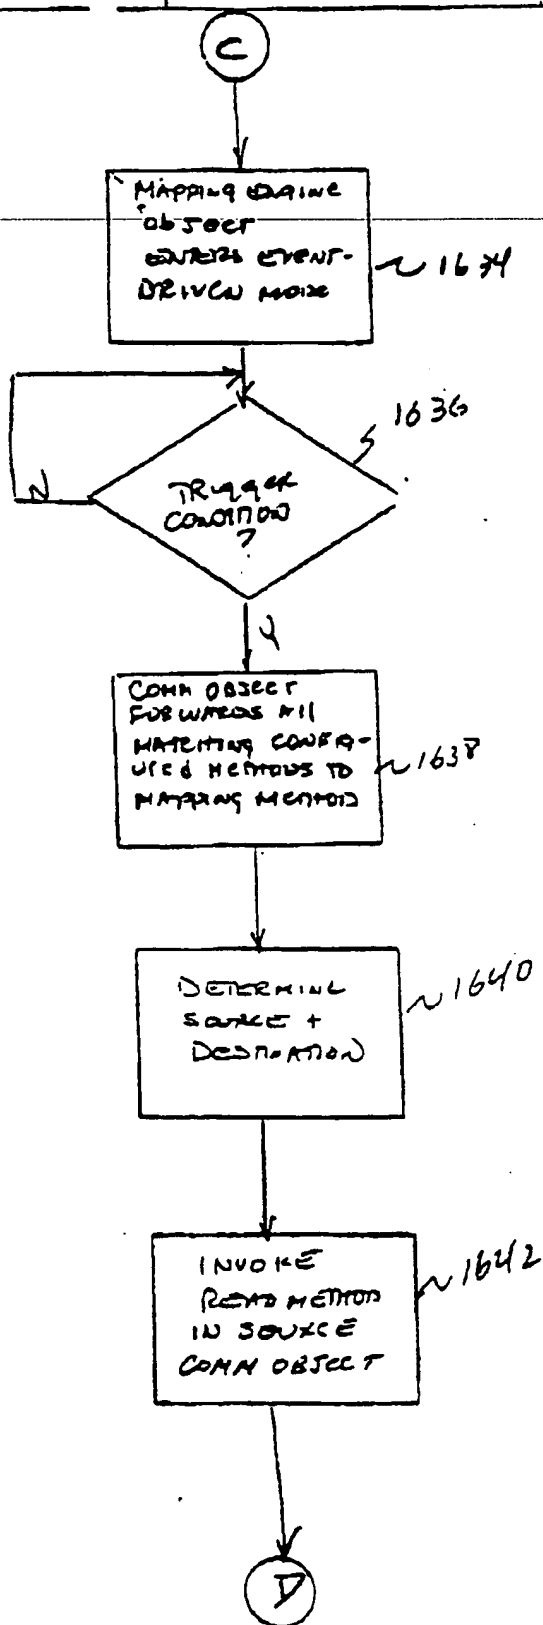 C
MAPPING ENGINE
OBJECT
ENTERS EVENT-
DRIVEN MODE
1634
1636
N
TRIGGER
CONDITION
?
Y
COMM OBJECT
FORWARDS All
MATCHING CONFIG-
URED METHODS TO
MAPPING METHOD
1638
DETERMINE
SOURCE +
DESTINATION
1640
INVOKE
READ METHOD
IN SOURCE
COMM OBJECT
1642
D